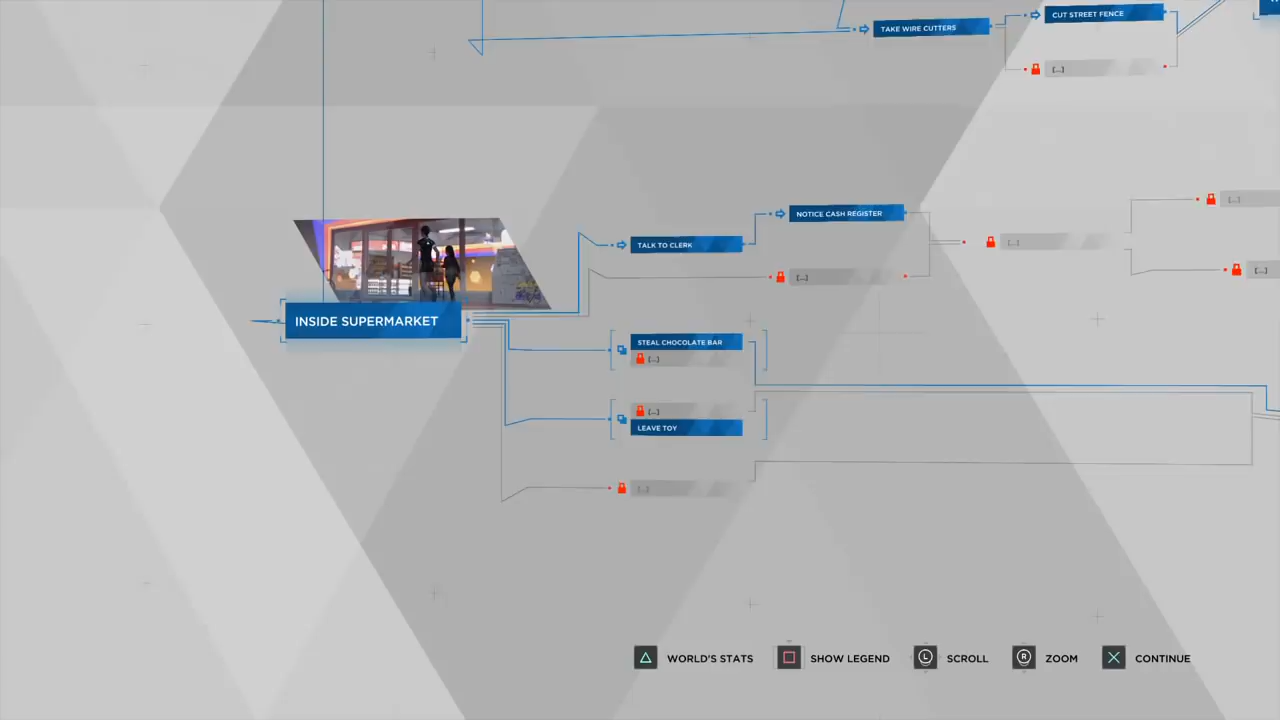 CUT STREET FENCE
TAKE WIRE CUTTERS
[...]
[...]
NOTICE CASH REGISTER
TALK TO CLERK
[...]
[...]
[...]
INSIDE SUPERMARKET
STEAL CHOCOLATE BAR
[...]
[...]
LEAVE TOY
[...]
WORLD'S STATS
SHOW LEGEND
L SCROLL
R ZOOM
CONTINUE